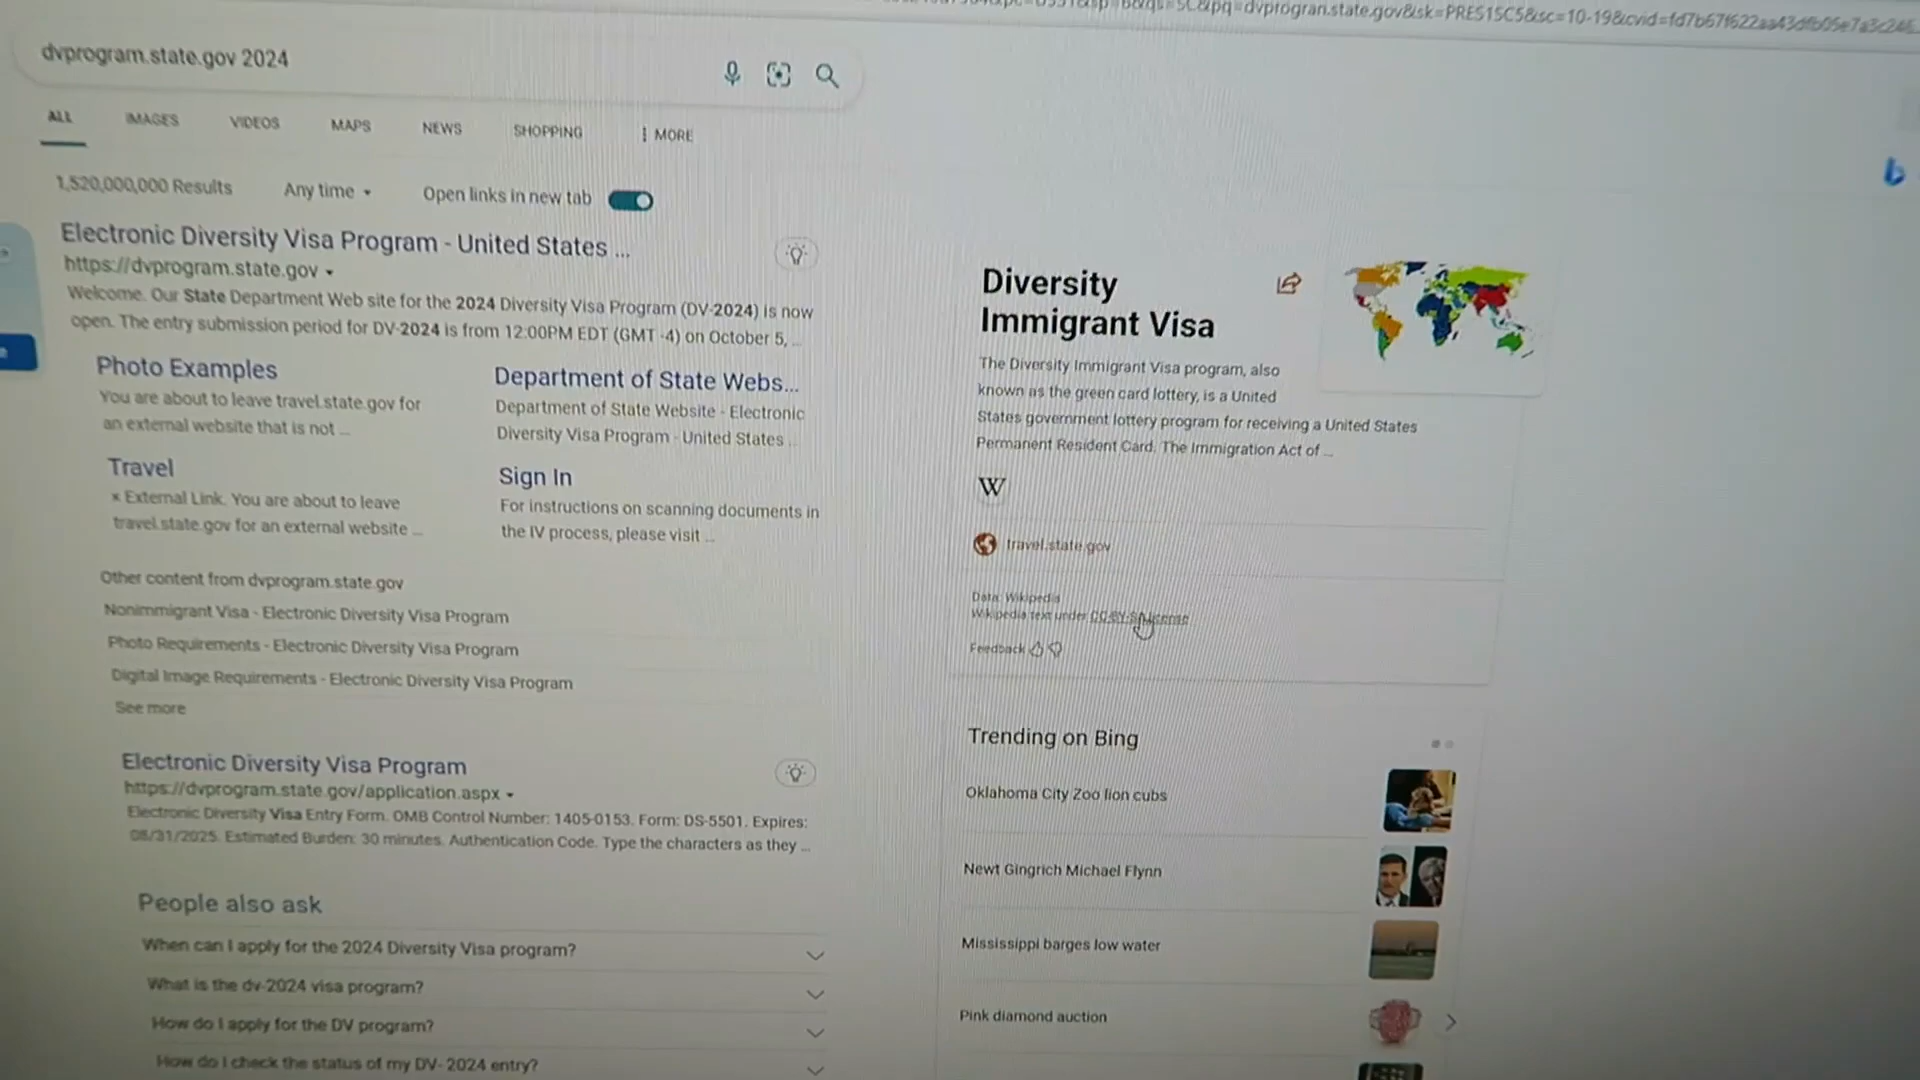 dvprogram.state.gov 2024
ALL IMAGES VIDEOS MAPS NEWS SHOPPING MORE
1,520,000,000 Results Any time Open links in new tab
Electronic Diversity Visa Program - United States ...
https://dvprogram.state.gov
Welcome. Our State Department Web site for the 2024 Diversity Visa Program (DV-2024) is now
open. The entry submission period for DV-2024 is from 12:00PM EDT (GMT -4) on October 5, ...
Photo Examples
You are about to leave travel.state.gov for
an external website that is not ...
Department of State Webs...
Department of State Website - Electronic
Diversity Visa Program - United States ...
Travel
× External Link. You are about to leave
travel.state.gov for an external website ...
Sign In
For instructions on scanning documents in
the IV process, please visit ...
Other content from dvprogram.state.gov
Nonimmigrant Visa - Electronic Diversity Visa Program
Photo Requirements - Electronic Diversity Visa Program
Digital Image Requirements - Electronic Diversity Visa Program
See more
Electronic Diversity Visa Program
https://dvprogram.state.gov/application.aspx
Electronic Diversity Visa Entry Form. OMB Control Number: 1405-0153. Form: DS-5501. Expires:
08/31/2025. Estimated Burden: 30 minutes. Authentication Code. Type the characters as they ...
People also ask
When can I apply for the 2024 Diversity Visa program?
What is the dv-2024 visa program?
How do I apply for the DV program?
How do I check the status of my DV- 2024 entry?
Diversity
Immigrant Visa
The Diversity Immigrant Visa program, also
known as the green card lottery, is a United
States government lottery program for receiving a United States
Permanent Resident Card. The Immigration Act of ...
W
travel.state.gov
Data: Wikipedia
Wikipedia text under CC-BY-SA license
Feedback
Trending on Bing
Oklahoma City Zoo lion cubs
Newt Gingrich Michael Flynn
Mississippi barges low water
Pink diamond auction